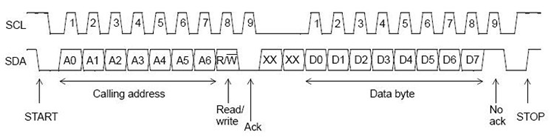 SCL 1 2 3 4 5 6 7 8 9 1 2 3 4 5 6 7 8 9
SDA A0 A1 A2 A3 A4 A5 A6 R/W̅ XX XX D0 D1 D2 D3 D4 D5 D6 D7
START Calling address Read/write Ack Data byte No ack STOP